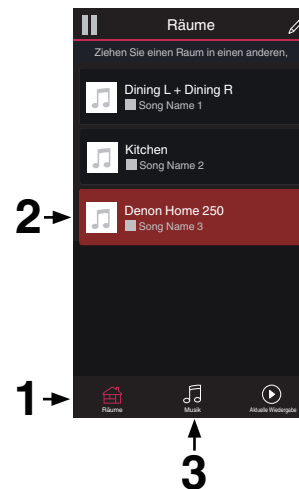 Räume
Ziehen Sie einen Raum in einen anderen,
Dining L + Dining R
Song Name 1
Kitchen
Song Name 2
2
Denon Home 250
Song Name 3
1
Räume
Musik
Aktuelle Wiedergabe
3